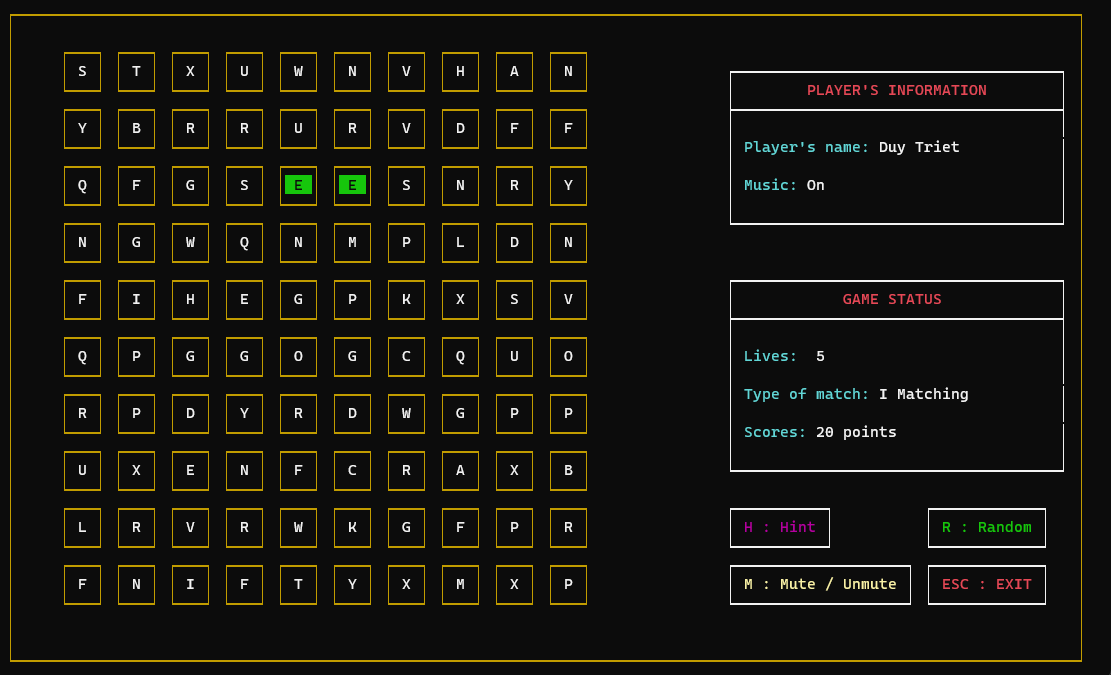 S T X U W N V H A N
Y B R R U R V D F F
Q F G S E E S N R Y
N G W Q N M P L D N
F I H E G P K X S V
Q P G G O G C Q U O
R P D Y R D W G P P
U X E N F C R A X B
L R V R W K G F P R
F N I F T Y X M X P
PLAYER'S INFORMATION
Player's name: Duy Triet
Music: On
GAME STATUS
Lives: 5
Type of match: I Matching
Scores: 20 points
H : Hint
R : Random
M : Mute / Unmute
ESC : EXIT